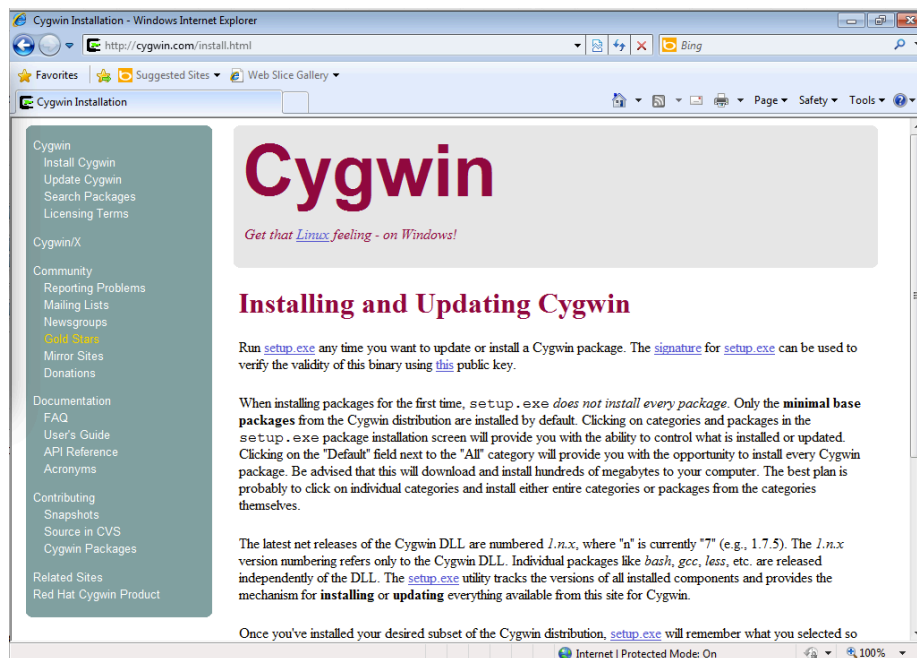 Cygwin Installation - Windows Internet Explorer
http://cygwin.com/install.html
Bing
Favorites
Suggested Sites
Web Slice Gallery
Cygwin Installation
Page
Safety
Tools
Cygwin
Install Cygwin
Update Cygwin
Search Packages
Licensing Terms
Cygwin/X
Community
Reporting Problems
Mailing Lists
Newsgroups
Gold Stars
Mirror Sites
Donations
Documentation
FAQ
User's Guide
API Reference
Acronyms
Contributing
Snapshots
Source in CVS
Cygwin Packages
Related Sites
Red Hat Cygwin Product
Cygwin
Get that Linux feeling - on Windows!
Installing and Updating Cygwin
Run setup.exe any time you want to update or install a Cygwin package. The signature for setup.exe can be used to
verify the validity of this binary using this public key.
When installing packages for the first time, setup.exe does not install every package. Only the minimal base
packages from the Cygwin distribution are installed by default. Clicking on categories and packages in the
setup.exe package installation screen will provide you with the ability to control what is installed or updated.
Clicking on the "Default" field next to the "All" category will provide you with the opportunity to install every Cygwin
package. Be advised that this will download and install hundreds of megabytes to your computer. The best plan is
probably to click on individual categories and install either entire categories or packages from the categories
themselves.
The latest net releases of the Cygwin DLL are numbered 1.n.x, where "n" is currently "7" (e.g., 1.7.5). The 1.n.x
version numbering refers only to the Cygwin DLL. Individual packages like bash, gcc, less, etc. are released
independently of the DLL. The setup.exe utility tracks the versions of all installed components and provides the
mechanism for installing or updating everything available from this site for Cygwin.
Once you've installed your desired subset of the Cygwin distribution, setup.exe will remember what you selected so
Internet | Protected Mode: On
100%